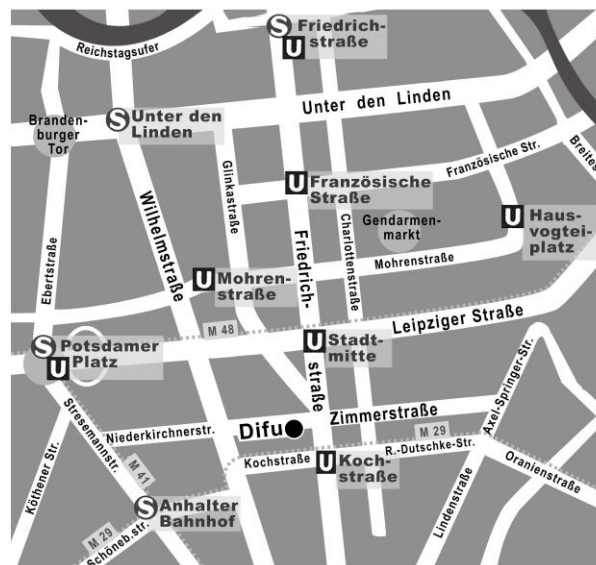 S Friedrich-
U straße
Reichstagsufer
Branden-
burger
Tor
S Unter den
Linden
Unter den Linden
Glinkastraße
Französische Str.
Breites
U Französische
Straße
Wilhelmstraße
Friedrich-
straße
Charlottenstraße
Gendarmen-
markt
U Haus-
vogtei-
platz
Ebertstraße
U Mohren-
straße
Mohrenstraße
M 48
Leipziger Straße
S Potsdamer
U Platz
U Stadt-
mitte
Axel-Springer-Str.
Zimmerstraße
Niederkirchnerstr.
Difu
Stresemannstr.
M 41
Köthener Str.
Kochstraße
U Koch-
straße
M 29
R.-Dutschke-Str.
Oranienstraße
Lindenstraße
S Anhalter
Bahnhof
M 29
Schöneb.str.